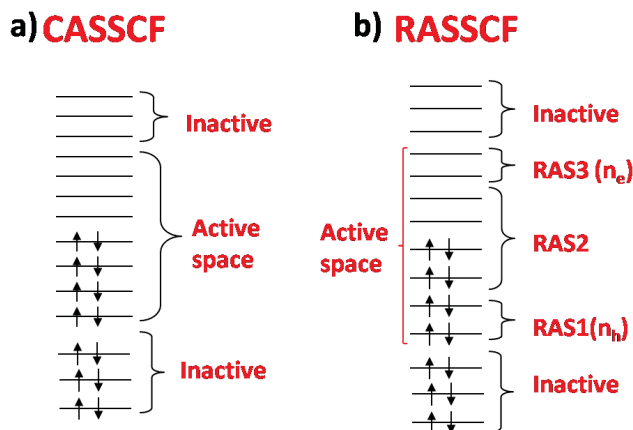 a) CASSCF
Inactive
Active
space
Inactive
b) RASSCF
Inactive
RAS3 (nₑ)
Active
space
RAS2
RAS1(nₕ)
Inactive